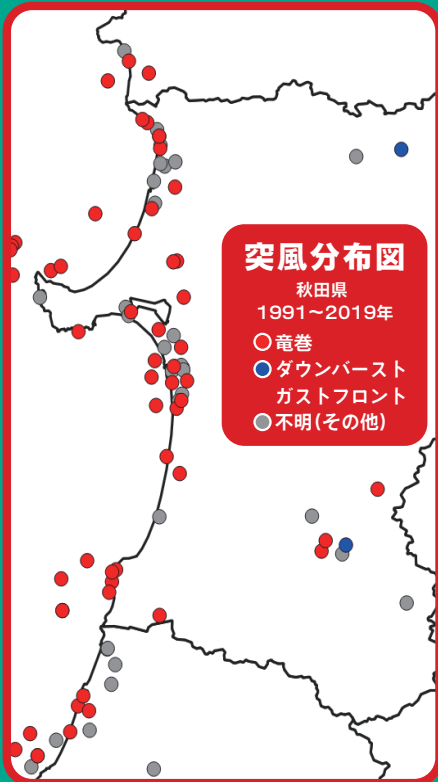 突風分布図
秋田県
1991〜2019年
竜巻
ダウンバースト
ガストフロント
不明(その他)